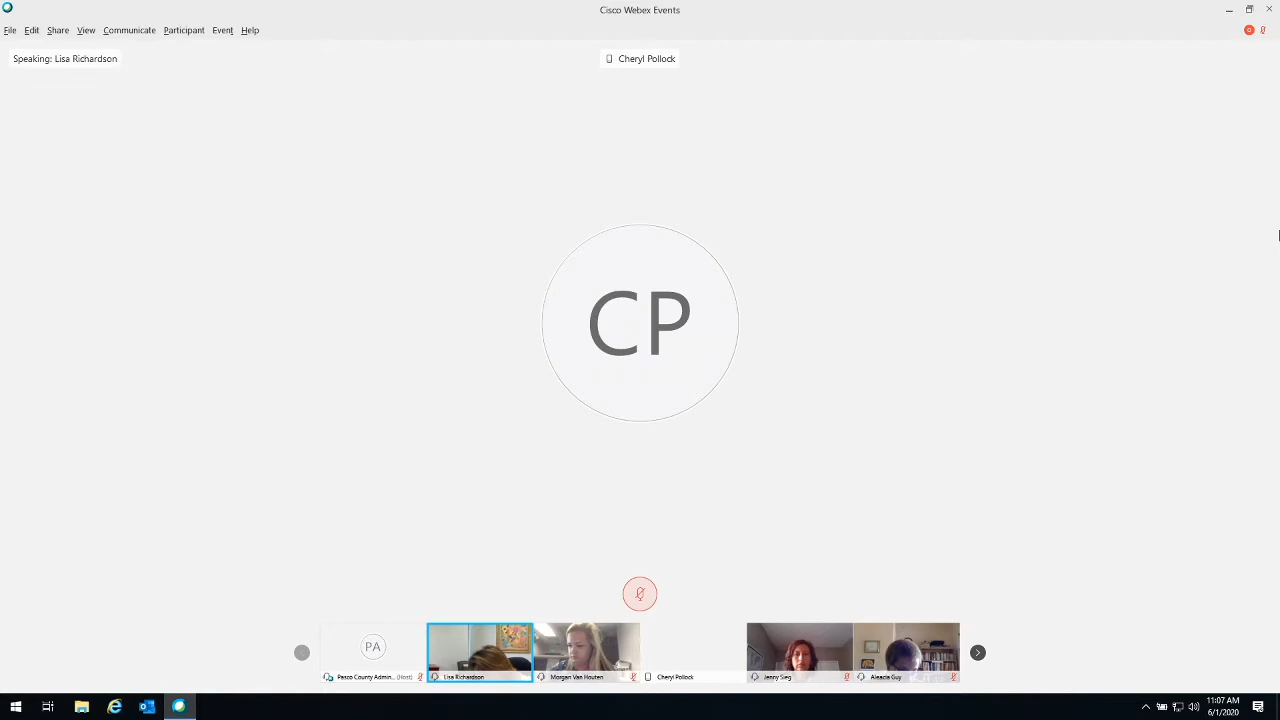 Cisco Webex Events
File Edit Share View Communicate Participant Event Help
Speaking: Lisa Richardson
Cheryl Pollock
CP
PA
Pasco County Admin... (Host)
Lisa Richardson
Morgan Van Houten
Cheryl Pollock
Jenny Sieg
Aleacia Guy
11:07 AM
6/1/2020